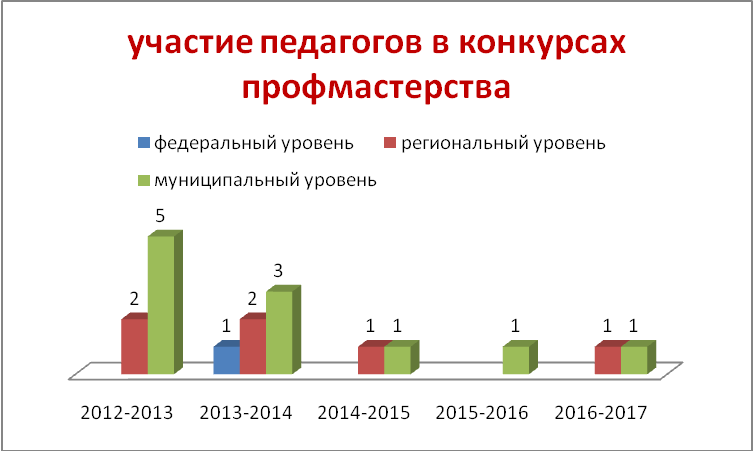 участие педагогов в конкурсах
профмастерства
федеральный уровень региональный уровень
муниципальный уровень
5
2 3
1 2
1 1 1 1 1
2012-2013 2013-2014 2014-2015 2015-2016 2016-2017